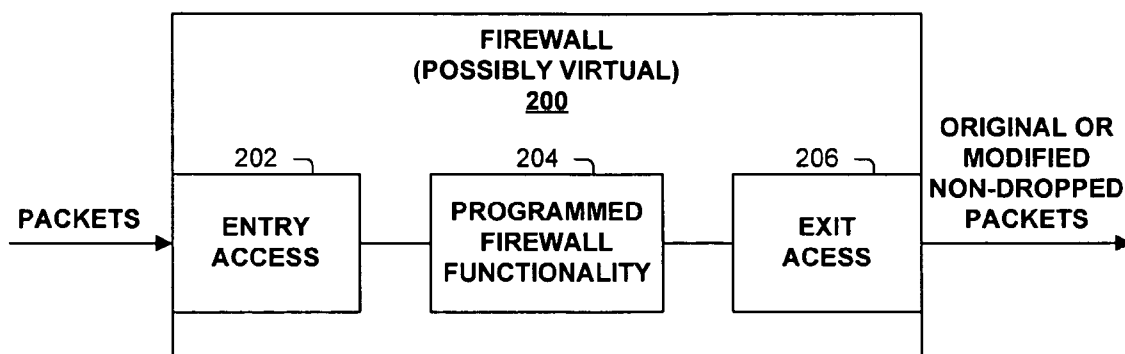 FIREWALL
(POSSIBLY VIRTUAL)
200
ORIGINAL OR
MODIFIED
NON-DROPPED
PACKETS
202
204
206
PACKETS
ENTRY
ACCESS
PROGRAMMED
FIREWALL
FUNCTIONALITY
EXIT
ACESS